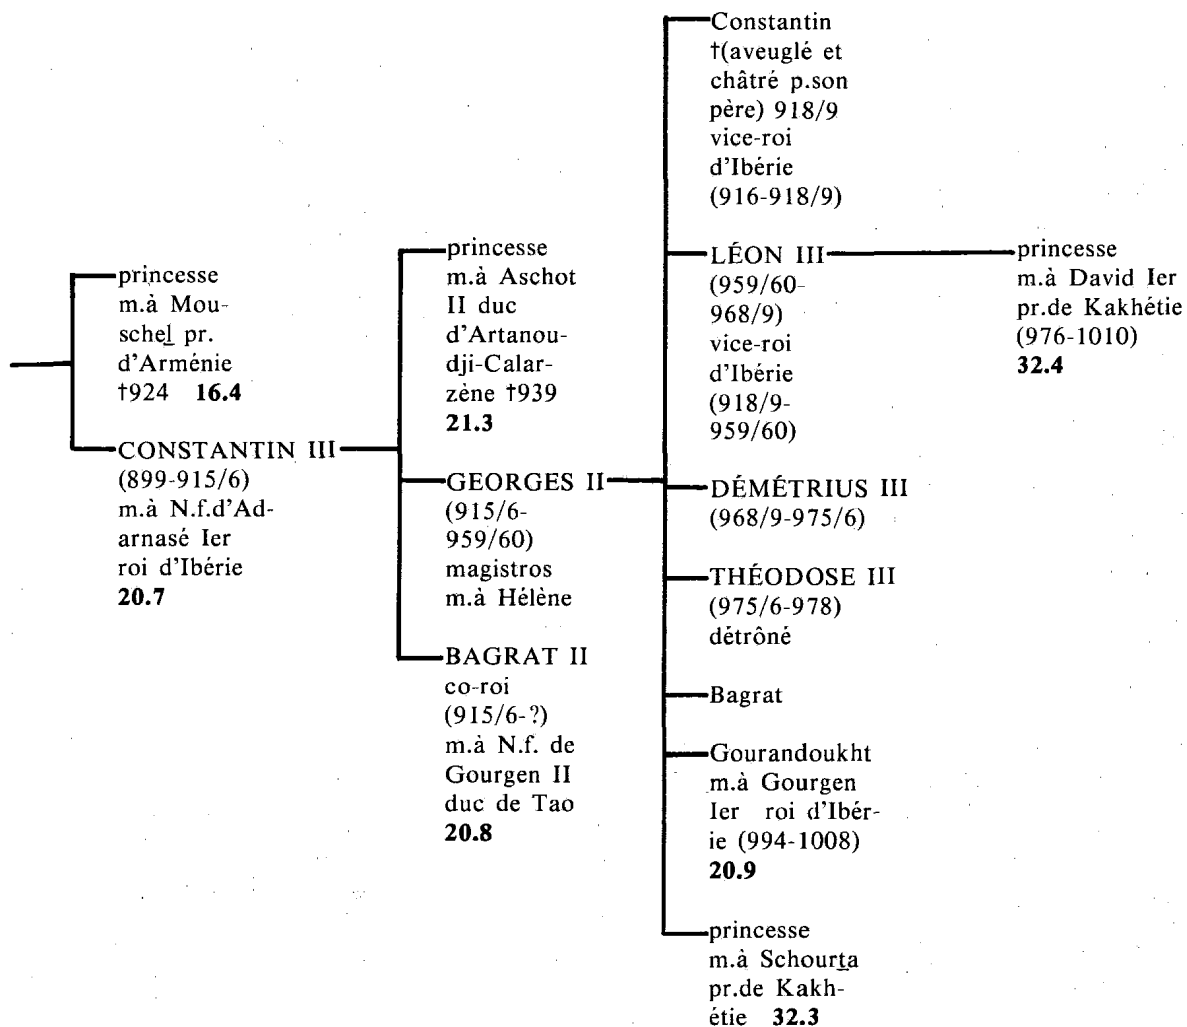 princesse
m.à Mou-
schel pr.
d'Arménie
†924 16.4
CONSTANTIN III
(899-915/6)
m.à N.f.d'Ad-
arnasé Ier
roi d'Ibérie
20.7
princesse
m.à Aschot
II duc
d'Artanou-
dji-Calar-
zène †939
21.3
GEORGES II
(915/6-
959/60)
magistros
m.à Hélène
BAGRAT II
co-roi
(915/6-?)
m.à N.f. de
Gourgen II
duc de Tao
20.8
Constantin
†(aveuglé et
châtré p.son
père) 918/9
vice-roi
d'Ibérie
(916-918/9)
LÉON III
(959/60-
968/9)
vice-roi
d'Ibérie
(918/9-
959/60)
DÉMÉTRIUS III
(968/9-975/6)
THÉODOSE III
(975/6-978)
détrôné
Bagrat
Gourandoukht
m.à Gourgen
Ier roi d'Ibér-
ie (994-1008)
20.9
princesse
m.à Schourta
pr.de Kakh-
étie 32.3
princesse
m.à David Ier
pr.de Kakhétie
(976-1010)
32.4